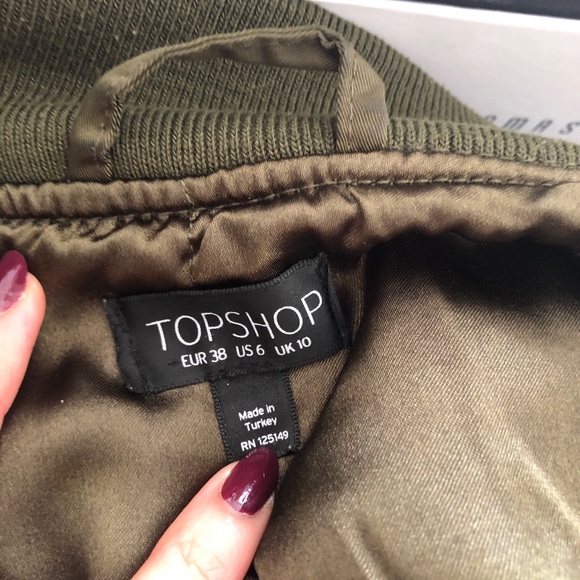 TOPSHOP
EUR 38 US 6 UK 10
Made in
Turkey
RN 125149